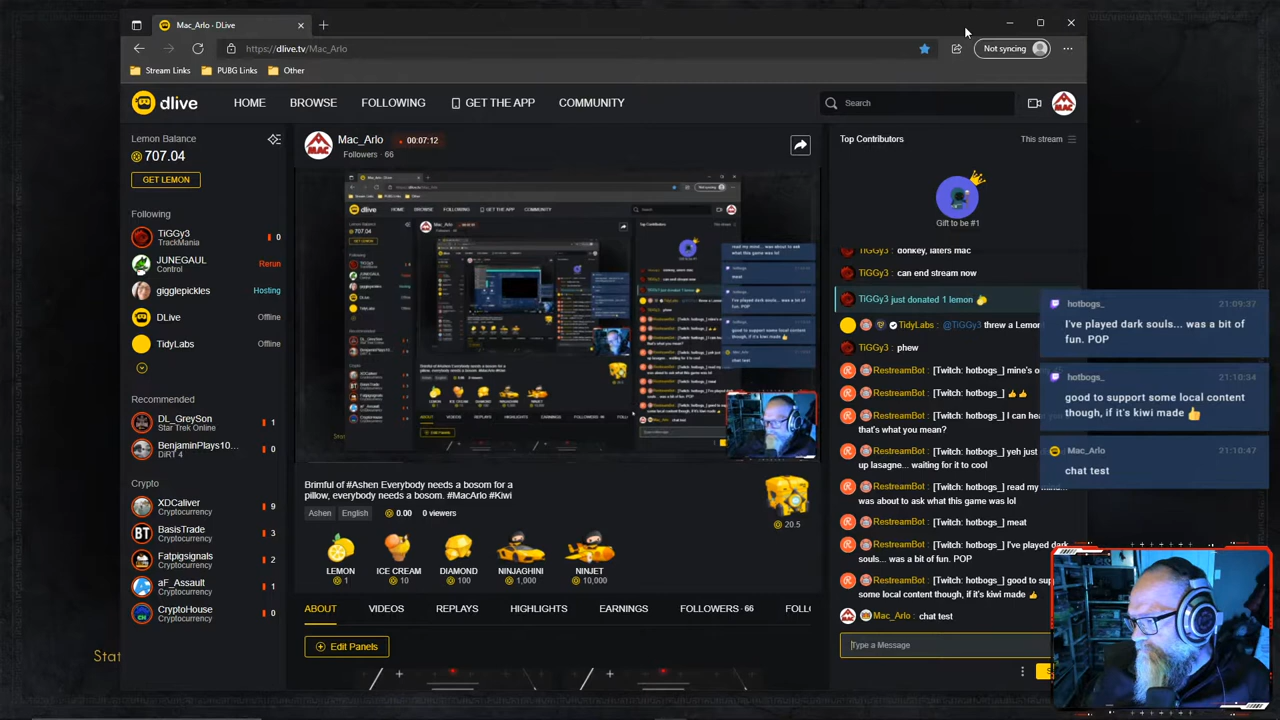 Mac_Arlo · DLive
https://dlive.tv/Mac_Arlo
Not syncing
Stream Links
PUBG Links
Other
dlive
HOME
BROWSE
FOLLOWING
GET THE APP
COMMUNITY
Search
Lemon Balance
707.04
GET LEMON
Following
TiGGy3
TrackMania
0
JUNEGAUL
Control
Rerun
gigglepickles
Hosting
DLive
Offline
TidyLabs
Offline
Recommended
DL_GreySon
Star Trek Online
1
BenjaminPlays10...
DiRT 4
0
Crypto
XDCaliver
Cryptocurrency
9
BasisTrade
Cryptocurrency
3
Fatpigsignals
Cryptocurrency
2
aF_Assault
Cryptocurrency
1
CryptoHouse
0
Mac_Arlo
00:07:12
Followers · 66
Brimful of #Ashen Everybody needs a bosom for a
pillow, everybody needs a bosom. #MacArlo #Kiwi
Ashen
English
0.00
0 viewers
20.5
LEMON
1
ICE CREAM
10
DIAMOND
100
NINJAGHINI
1,000
NINJET
10,000
ABOUT
VIDEOS
REPLAYS
HIGHLIGHTS
EARNINGS
FOLLOWERS · 66
FOLL
Edit Panels
Top Contributors
This stream
Gift to be #1
TiGGy3 : nonkey, laters mac
TiGGy3 : can end stream now
TiGGy3 just donated 1 lemon
TidyLabs : @TiGGy3 threw a Lemon
TiGGy3 : phew
RestreamBot : [Twitch: hotbogs_] mine's
RestreamBot : [Twitch: hotbogs_] 👍👍
RestreamBot : [Twitch: hotbogs_] I can hea
that's what you mean?
RestreamBot : [Twitch: hotbogs_] yeh just
up lasagne... waiting for it to cool
RestreamBot : [Twitch: hotbogs_] read my mind...
was about to ask what this game was lol
RestreamBot : [Twitch: hotbogs_] meat
RestreamBot : [Twitch: hotbogs_] I've played dark
souls... was a bit of fun. POP
RestreamBot : [Twitch: hotbogs_] good to supp
some local content though, if it's kiwi made 👍
Mac_Arlo : chat test
Type a Message
hotbogs_
21:09:37
I've played dark souls... was a bit of
fun. POP
hotbogs_
21:10:34
good to support some local content
though, if it's kiwi made 👍
Mac_Arlo
21:10:47
chat test
Stat